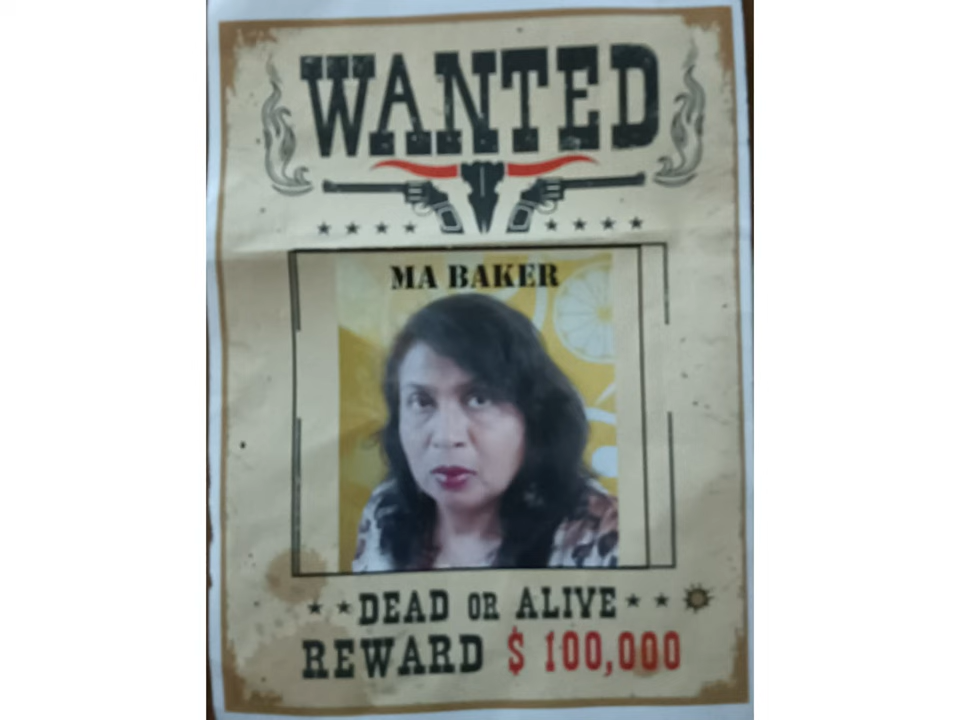 WANTED
MA BAKER
DEAD OR ALIVE
REWARD $ 100,000